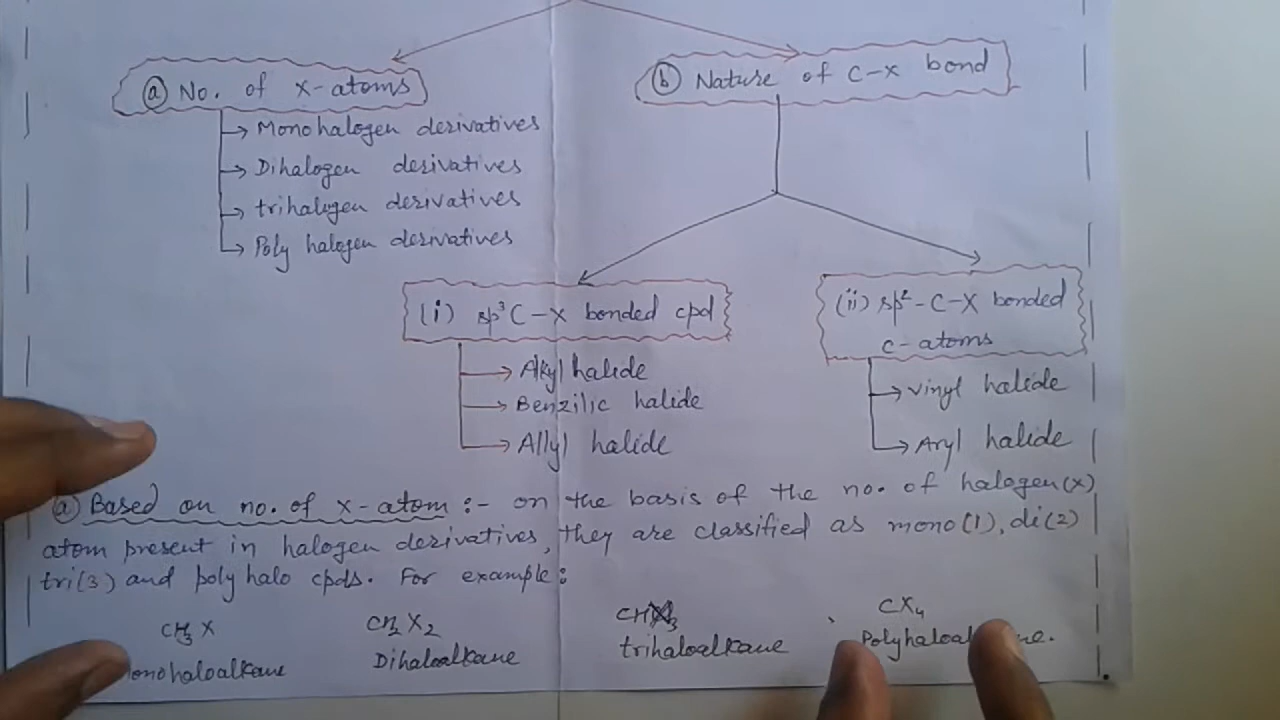 (a) No. of X-atoms
Monohalogen derivatives
Dihalogen derivatives
trihalogen derivatives
Poly halogen derivatives
(b) Nature of C-X bond
(i) sp³C-X bonded cpd
Alkyl halide
Benzilic halide
Allyl halide
(ii) sp²-C-X bonded
c-atoms
Vinyl halide
Aryl halide
(a) Based on no. of X-atom :- on the basis of the no. of halogen(x)
atom present in halogen derivatives, they are classified as mono(1), di(2)
tri(3) and poly halo cpds. For example:
CH₃X
CH₂X₂
CHX₃
CX₄
onohaloalkane
Dihaloalkane
trihaloalkane